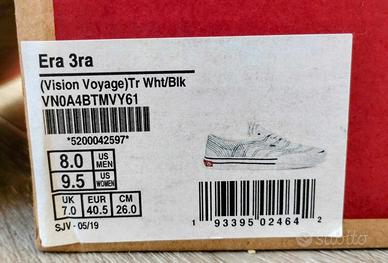 Era 3ra
(Vision Voyage)Tr Wht/Blk
VN0A4BTMVY61
*5200042597*
8.0 US MEN
9.5 US WOMEN
UK 7.0 EUR 40.5 CM 26.0
SJV - 05/19
1 93395 02464 2
subito